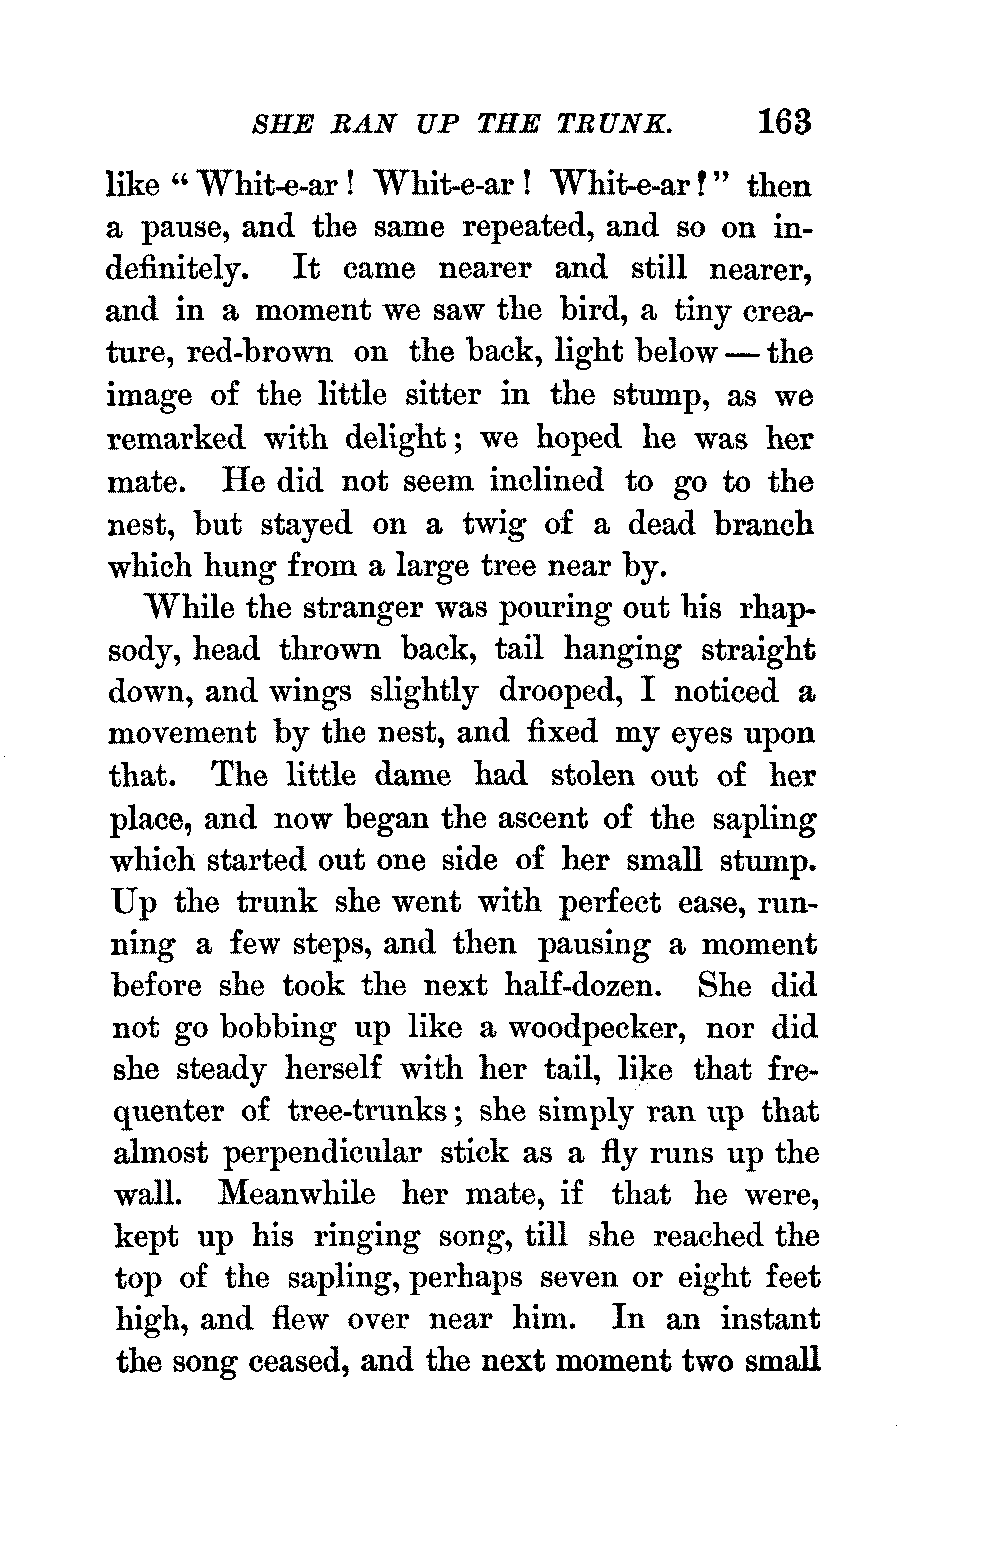 SHE RAN UP THE TRUNK. 163
like “ Whit-e-ar ! Whit-e-ar ! Whit-e-ar ! ” then
a pause, and the same repeated, and so on in-
definitely. It came nearer and still nearer,
and in a moment we saw the bird, a tiny crea-
ture, red-brown on the back, light below — the
image of the little sitter in the stump, as we
remarked with delight ; we hoped he was her
mate. He did not seem inclined to go to the
nest, but stayed on a twig of a dead branch
which hung from a large tree near by.
While the stranger was pouring out his rhap-
sody, head thrown back, tail hanging straight
down, and wings slightly drooped, I noticed a
movement by the nest, and fixed my eyes upon
that. The little dame had stolen out of her
place, and now began the ascent of the sapling
which started out one side of her small stump.
Up the trunk she went with perfect ease, run-
ning a few steps, and then pausing a moment
before she took the next half-dozen. She did
not go bobbing up like a woodpecker, nor did
she steady herself with her tail, like that fre-
quenter of tree-trunks ; she simply ran up that
almost perpendicular stick as a fly runs up the
wall. Meanwhile her mate, if that he were,
kept up his ringing song, till she reached the
top of the sapling, perhaps seven or eight feet
high, and flew over near him. In an instant
the song ceased, and the next moment two small